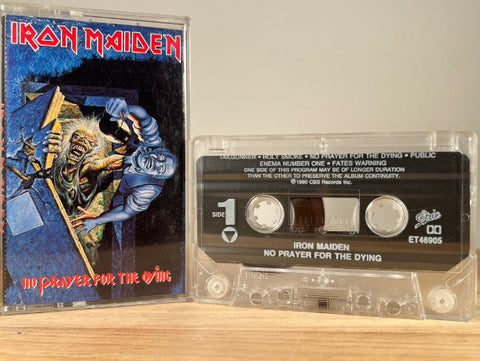 IRON MAIDEN
NO PRAYER FOR THE DYING
TAILGUNNER • HOLY SMOKE • NO PRAYER FOR THE DYING • PUBLIC
ENEMA NUMBER ONE • FATES WARNING
ONE SIDE OF THIS PROGRAM MAY BE OF LONGER DURATION
THAN THE OTHER TO PRESERVE THE ALBUM CONTINUITY.
℗ 1990 CBS Records Inc.
SIDE 1
Epic
ET46905
IRON MAIDEN
NO PRAYER FOR THE DYING